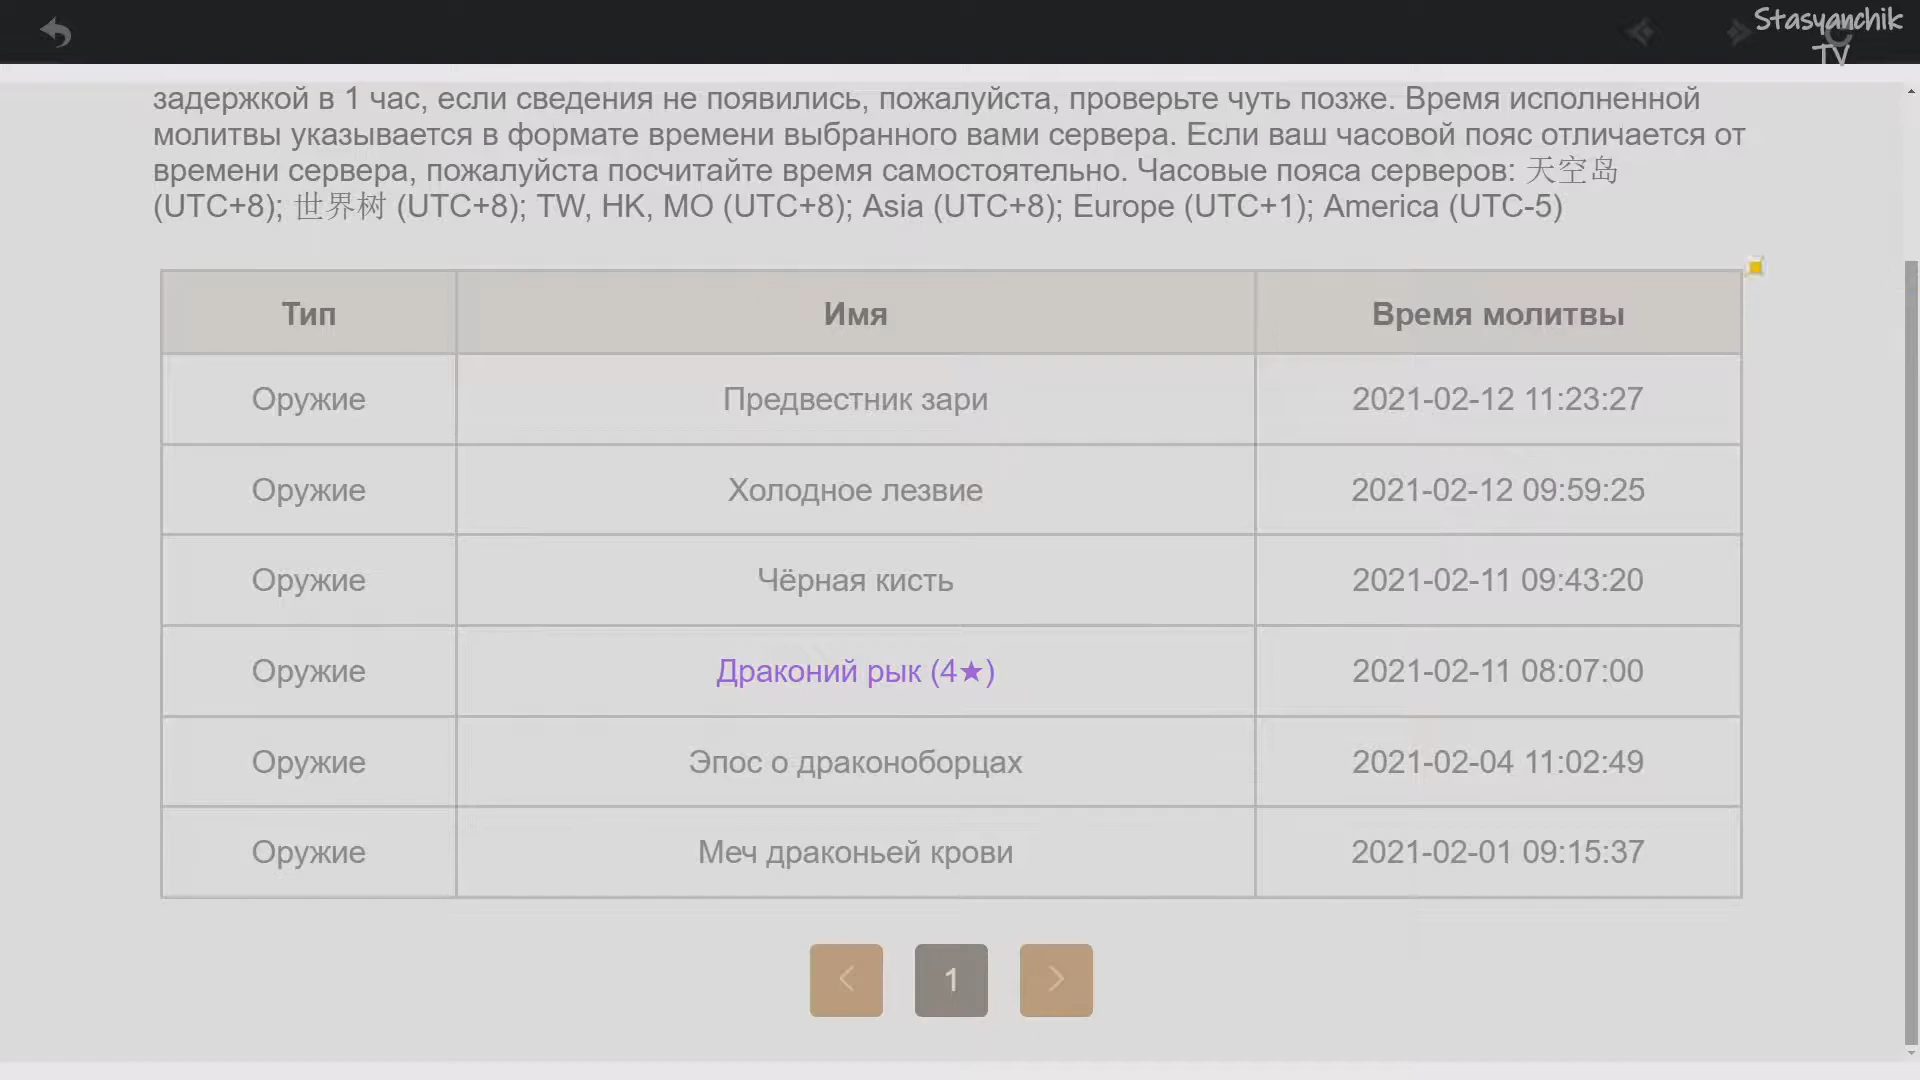 Stasyanchik
TV
задержкой в 1 час, если сведения не появились, пожалуйста, проверьте чуть позже. Время исполненной
молитвы указывается в формате времени выбранного вами сервера. Если ваш часовой пояс отличается от
времени сервера, пожалуйста посчитайте время самостоятельно. Часовые пояса серверов: 天空岛
(UTC+8); 世界树 (UTC+8); TW, HK, MO (UTC+8); Asia (UTC+8); Europe (UTC+1); America (UTC-5)
Тип Имя Время молитвы
Оружие Предвестник зари 2021-02-12 11:23:27
Оружие Холодное лезвие 2021-02-12 09:59:25
Оружие Чёрная кисть 2021-02-11 09:43:20
Оружие Драконий рык (4★) 2021-02-11 08:07:00
Оружие Эпос о драконоборцах 2021-02-04 11:02:49
Оружие Меч драконьей крови 2021-02-01 09:15:37
1